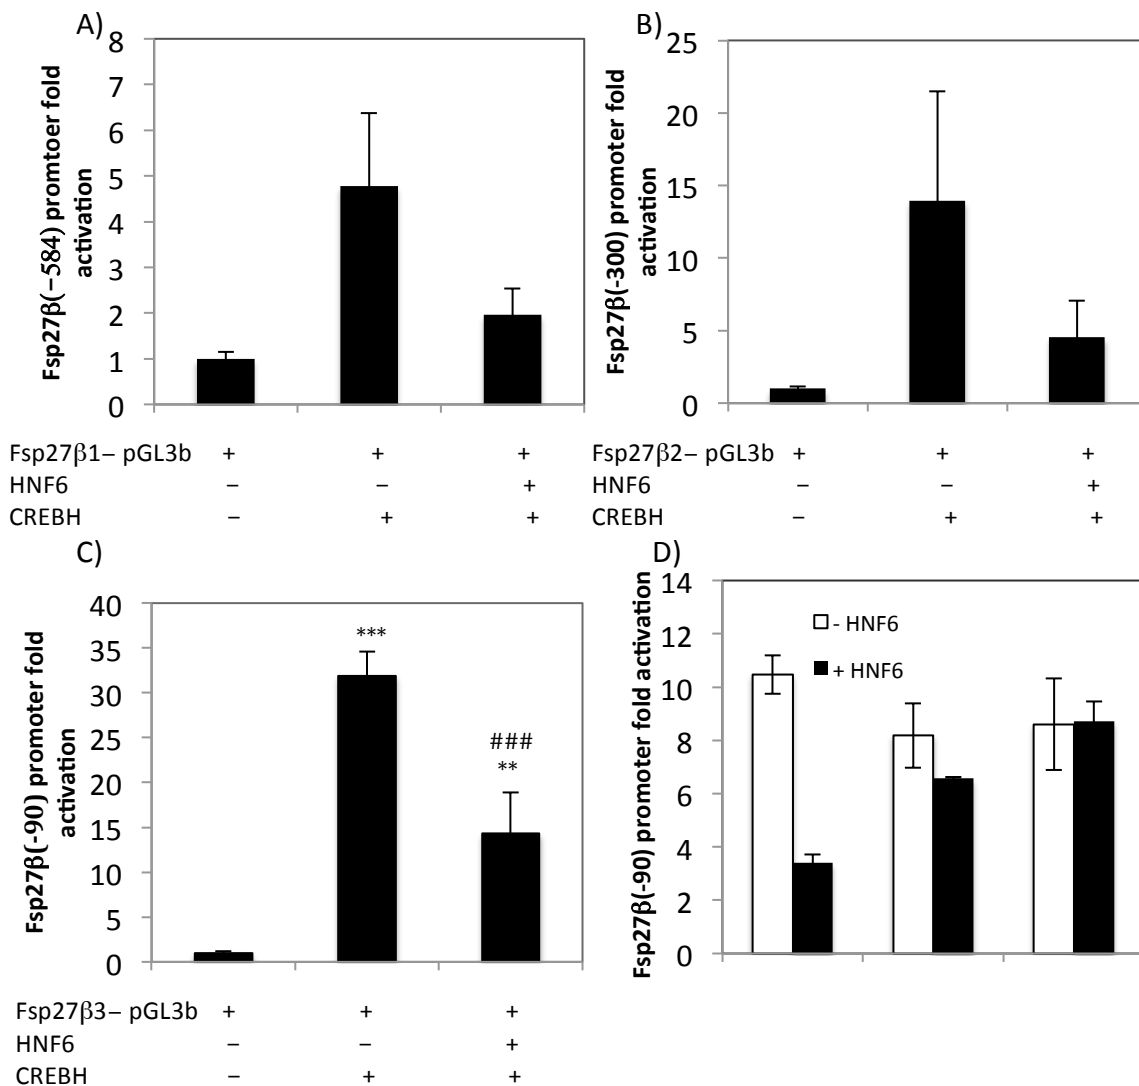 A)
Fsp27β(−584) promtoer fold
activation
8
7
6
5
4
3
2
1
0
Fsp27β1− pGL3b + + +
HNF6 − − +
CREBH − + +
B)
Fsp27β(-300) promoter fold
activation
25
20
15
10
5
0
Fsp27β2− pGL3b + + +
HNF6 − − +
CREBH − + +
C)
Fsp27β(-90) promoter fold
activation
40
35
30
25
20
15
10
5
0
***
###
**
Fsp27β3− pGL3b + + +
HNF6 − − +
CREBH − + +
D)
Fsp27β(-90) promoter fold activation
14
12
10
8
6
4
2
0
- HNF6
+ HNF6